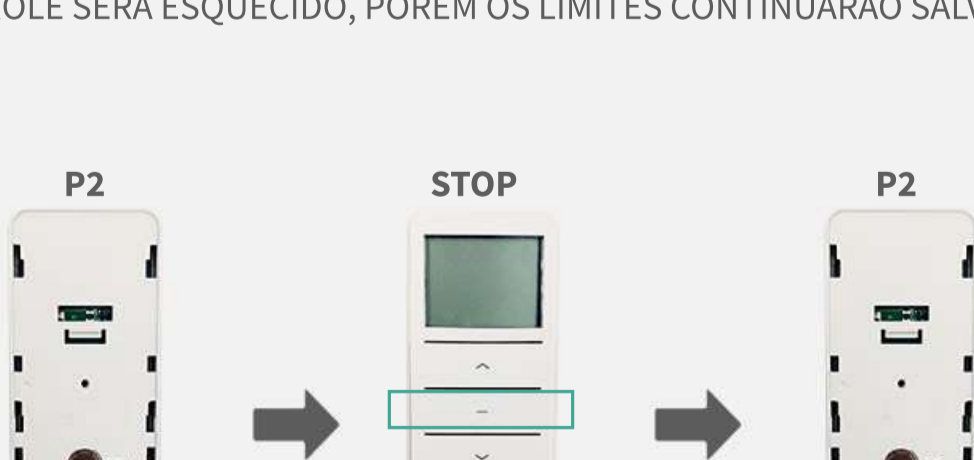 OLE SERÁ ESQUECIDO, PORÉM OS LIMITES CONTINUARÃO SALV
P2 STOP P2